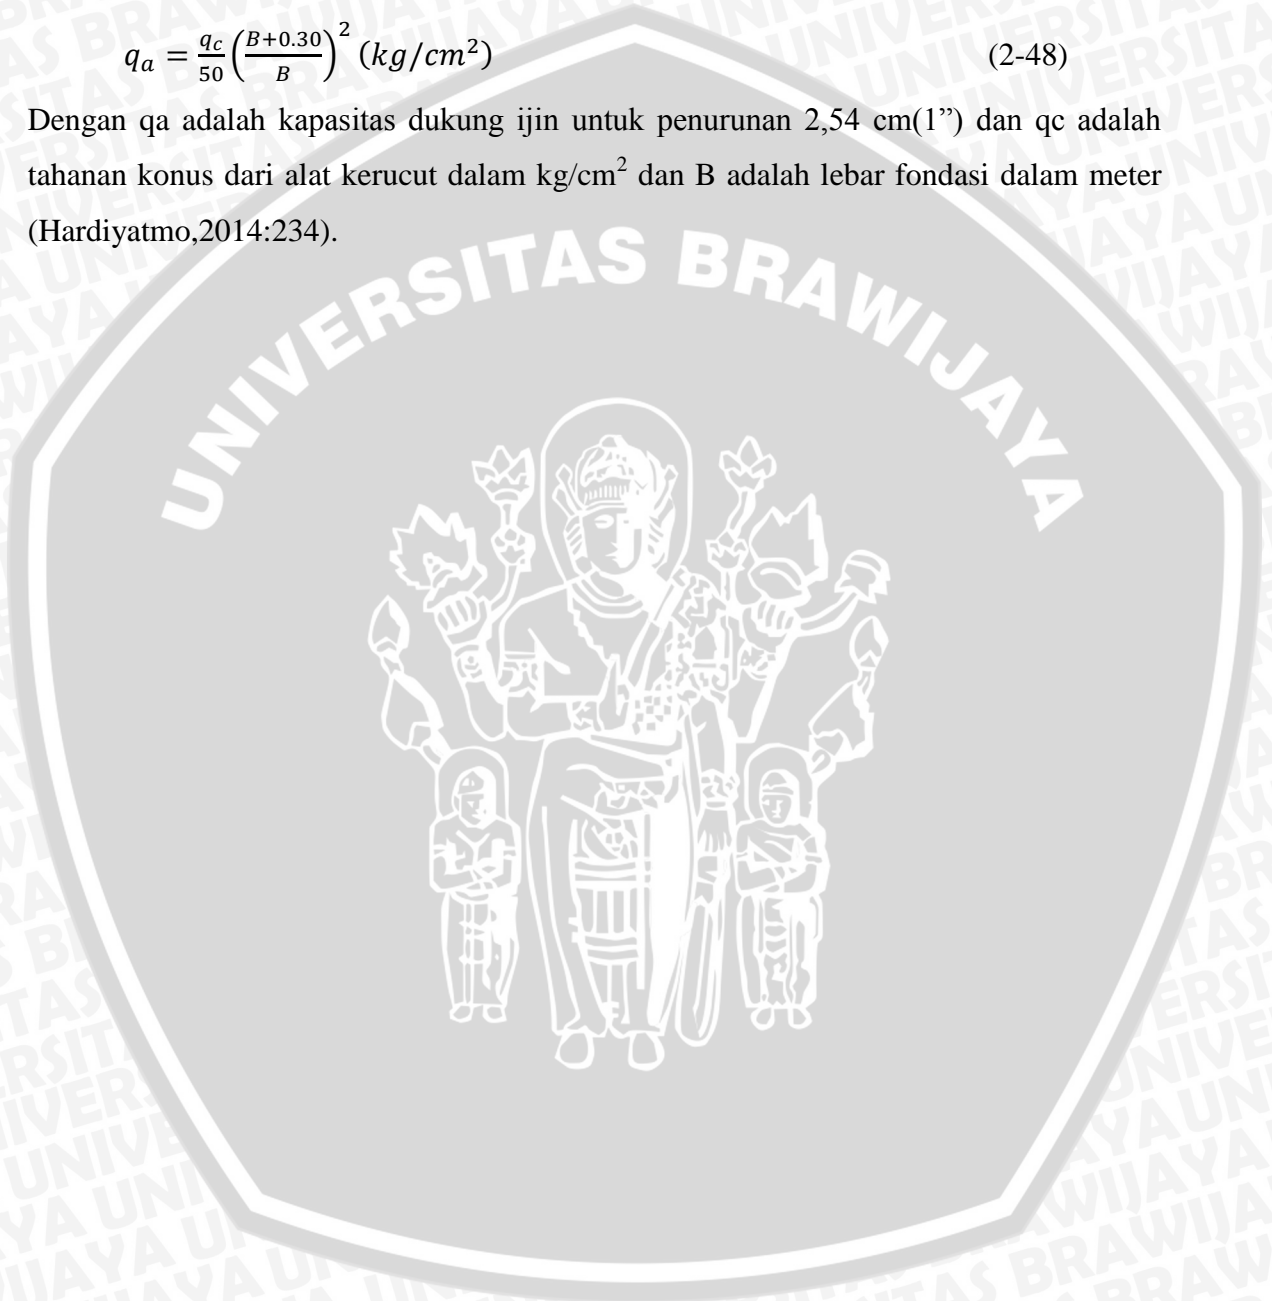 q_a = \frac{q_c}{50} \left( \frac{B+0.30}{B} \right)^2 (kg/cm^2) (2-48)
Dengan qa adalah kapasitas dukung ijin untuk penurunan 2,54 cm(1”) dan qc adalah
tahanan konus dari alat kerucut dalam kg/cm² dan B adalah lebar fondasi dalam meter
(Hardiyatmo,2014:234).
UNIVERSITAS BRAWIJAYA